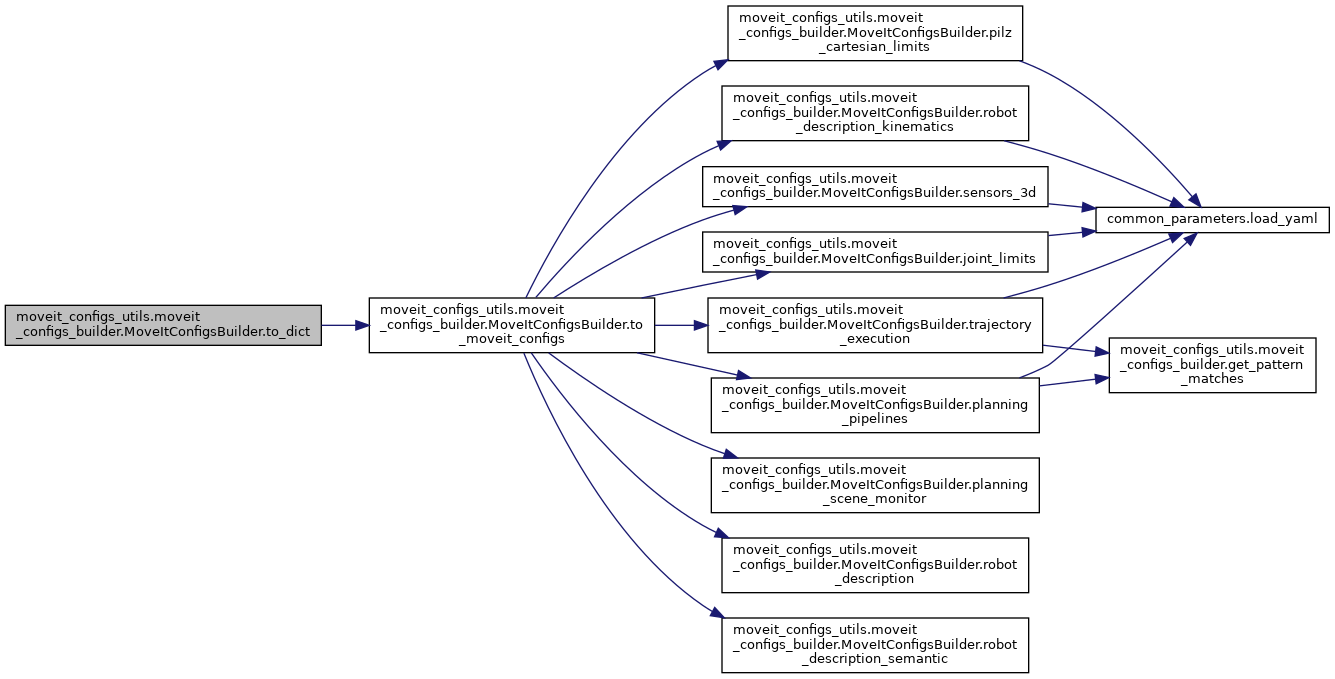 moveit_configs_utils.moveit
_configs_builder.MoveItConfigsBuilder.to_dict
moveit_configs_utils.moveit
_configs_builder.MoveItConfigsBuilder.to
_moveit_configs
moveit_configs_utils.moveit
_configs_builder.MoveItConfigsBuilder.pilz
_cartesian_limits
moveit_configs_utils.moveit
_configs_builder.MoveItConfigsBuilder.robot
_description_kinematics
moveit_configs_utils.moveit
_configs_builder.MoveItConfigsBuilder.sensors_3d
moveit_configs_utils.moveit
_configs_builder.MoveItConfigsBuilder.joint_limits
moveit_configs_utils.moveit
_configs_builder.MoveItConfigsBuilder.trajectory
_execution
moveit_configs_utils.moveit
_configs_builder.MoveItConfigsBuilder.planning
_pipelines
moveit_configs_utils.moveit
_configs_builder.MoveItConfigsBuilder.planning
_scene_monitor
moveit_configs_utils.moveit
_configs_builder.MoveItConfigsBuilder.robot
_description
moveit_configs_utils.moveit
_configs_builder.MoveItConfigsBuilder.robot
_description_semantic
common_parameters.load_yaml
moveit_configs_utils.moveit
_configs_builder.get_pattern
_matches